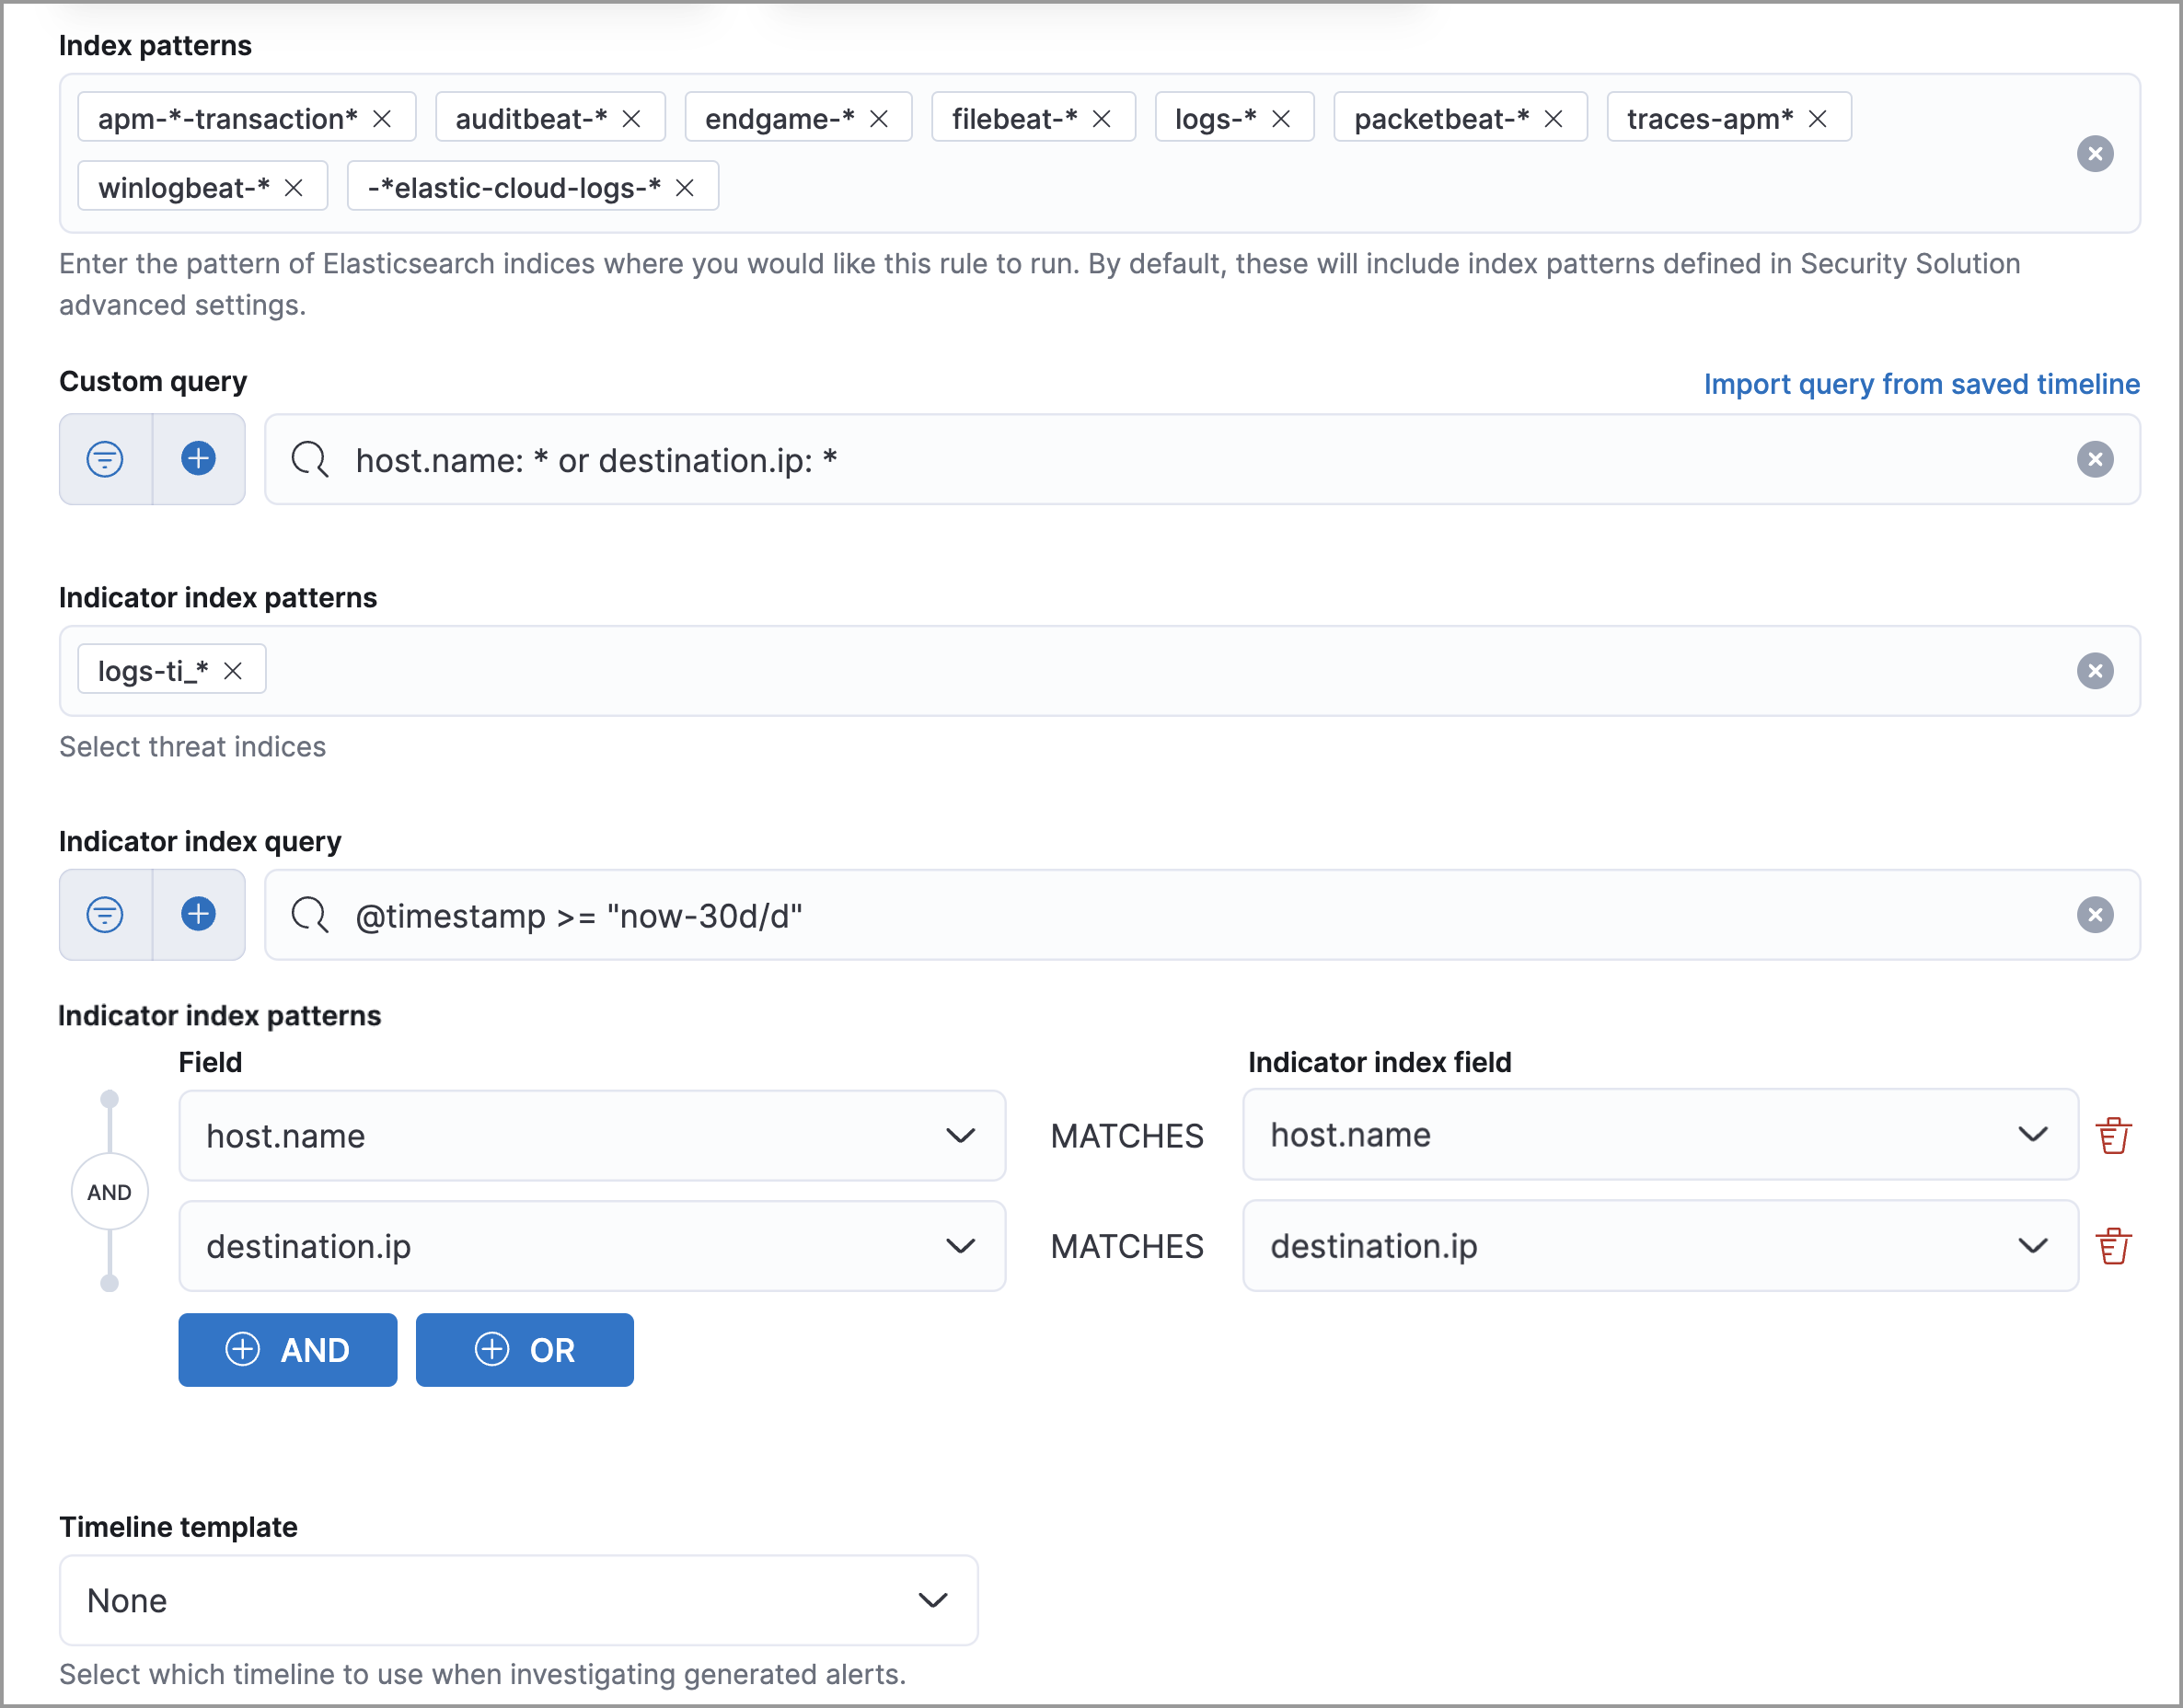 Index patterns
apm-*-transaction* auditbeat-* endgame-* filebeat-* logs-* packetbeat-* traces-apm*
winlogbeat-* -*elastic-cloud-logs-*
Enter the pattern of Elasticsearch indices where you would like this rule to run. By default, these will include index patterns defined in Security Solution
advanced settings.
Custom query
Import query from saved timeline
host.name: * or destination.ip: *
Indicator index patterns
logs-ti_*
Select threat indices
Indicator index query
@timestamp >= "now-30d/d"
Indicator index patterns
Field Indicator index field
host.name MATCHES host.name
AND
destination.ip MATCHES destination.ip
AND OR
Timeline template
None
Select which timeline to use when investigating generated alerts.